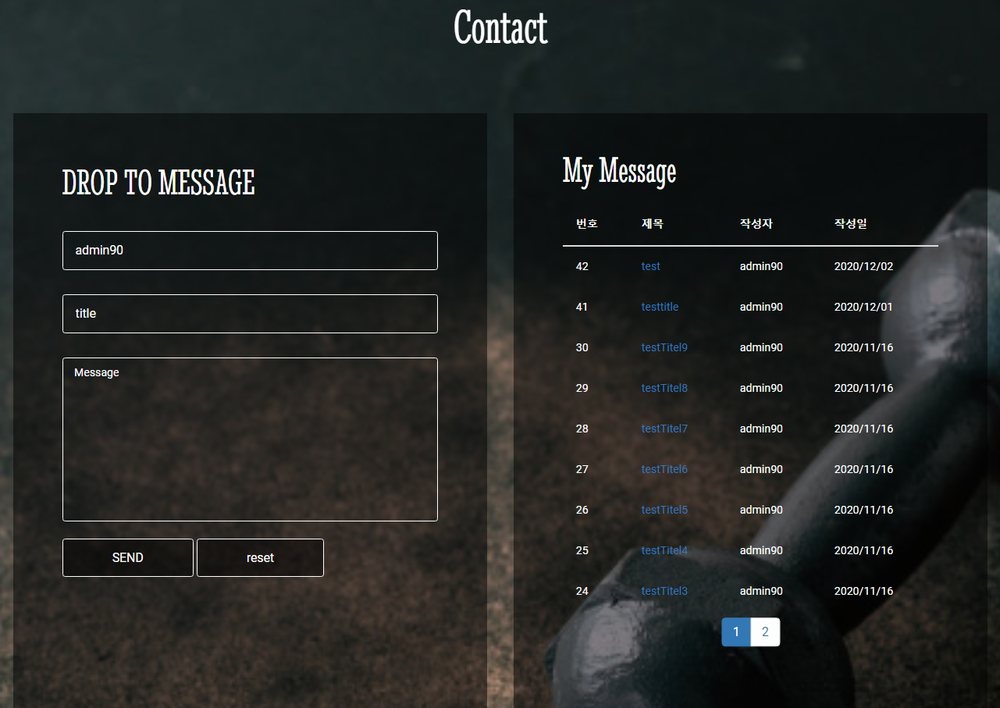 Contact
DROP TO MESSAGE
admin90
title
Message
SEND reset
My Message
번호 제목 작성자 작성일
42 test admin90 2020/12/02
41 testtitle admin90 2020/12/01
30 testTitel9 admin90 2020/11/16
29 testTitel8 admin90 2020/11/16
28 testTitel7 admin90 2020/11/16
27 testTitel6 admin90 2020/11/16
26 testTitel5 admin90 2020/11/16
25 testTitel4 admin90 2020/11/16
24 testTitel3 admin90 2020/11/16
1 2